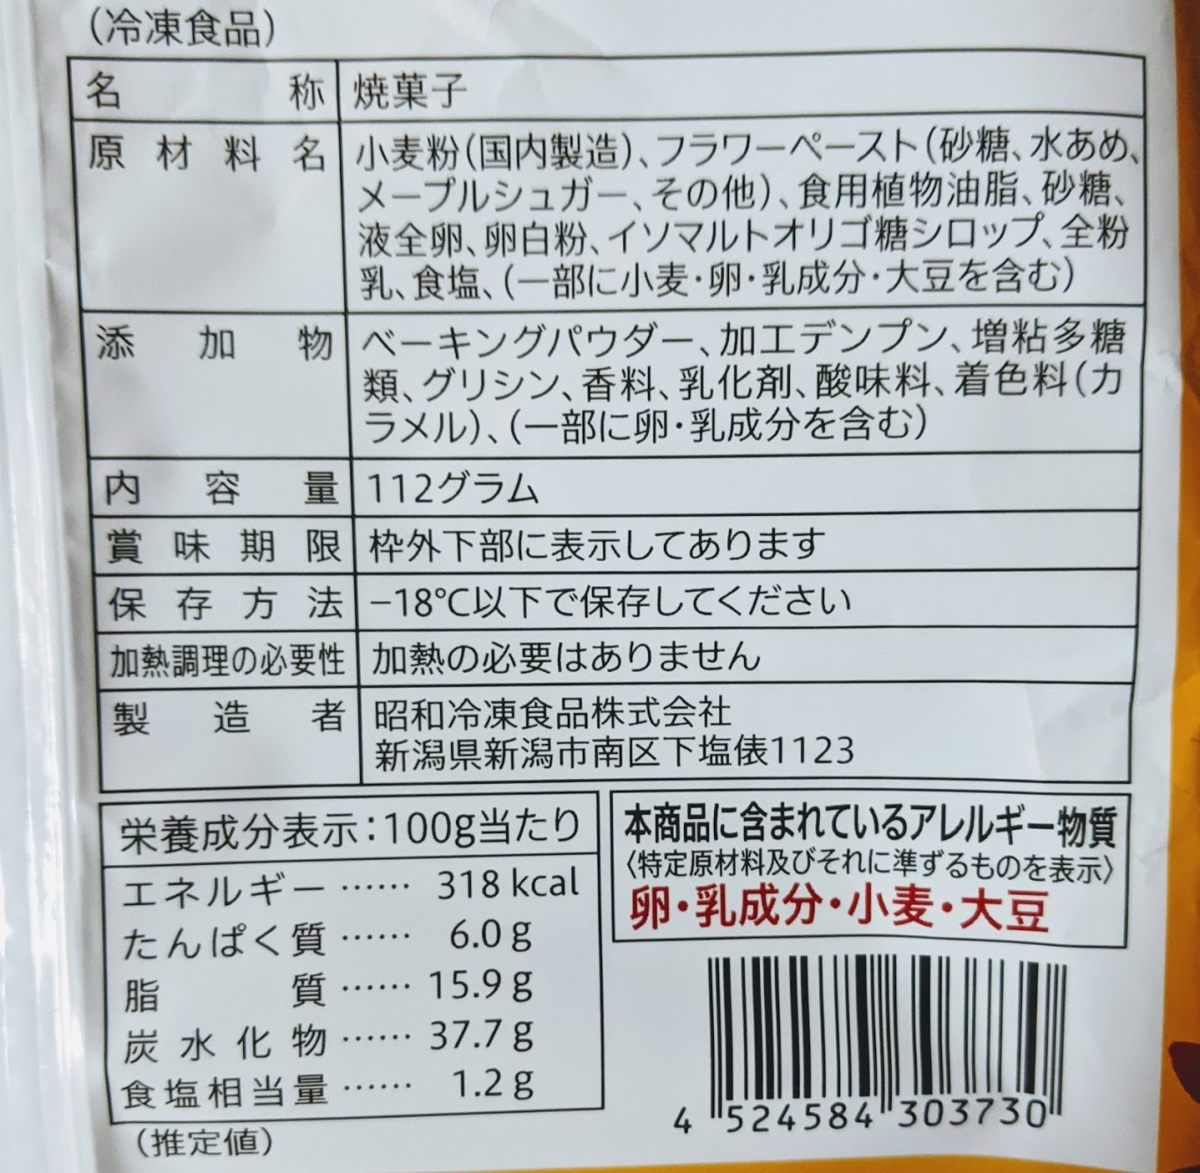 （冷凍食品）
名称 焼菓子
原材料名 小麦粉（国内製造）、フラワーペースト（砂糖、水あめ、
メープルシュガー、その他）、食用植物油脂、砂糖、
液全卵、卵白粉、イソマルトオリゴ糖シロップ、全粉
乳、食塩、（一部に小麦・卵・乳成分・大豆を含む）
添加物 ベーキングパウダー、加工デンプン、増粘多糖
類、グリシン、香料、乳化剤、酸味料、着色料（カ
ラメル）、（一部に卵・乳成分を含む）
内容量 112グラム
賞味期限 枠外下部に表示してあります
保存方法 −18℃以下で保存してください
加熱調理の必要性 加熱の必要はありません
製造者 昭和冷凍食品株式会社
新潟県新潟市南区下塩俵1123
栄養成分表示：100g当たり
エネルギー …… 318 kcal
たんぱく質 …… 6.0 g
脂質 …… 15.9 g
炭水化物 …… 37.7 g
食塩相当量 …… 1.2 g
（推定値）
本商品に含まれているアレルギー物質
〈特定原材料及びそれに準ずるものを表示〉
卵・乳成分・小麦・大豆
4 524584 303730